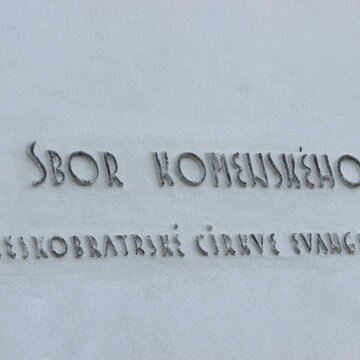 SBOR KOMENSKÉHO
ESKOBRATRSKÉ CÍRKVE EVANG